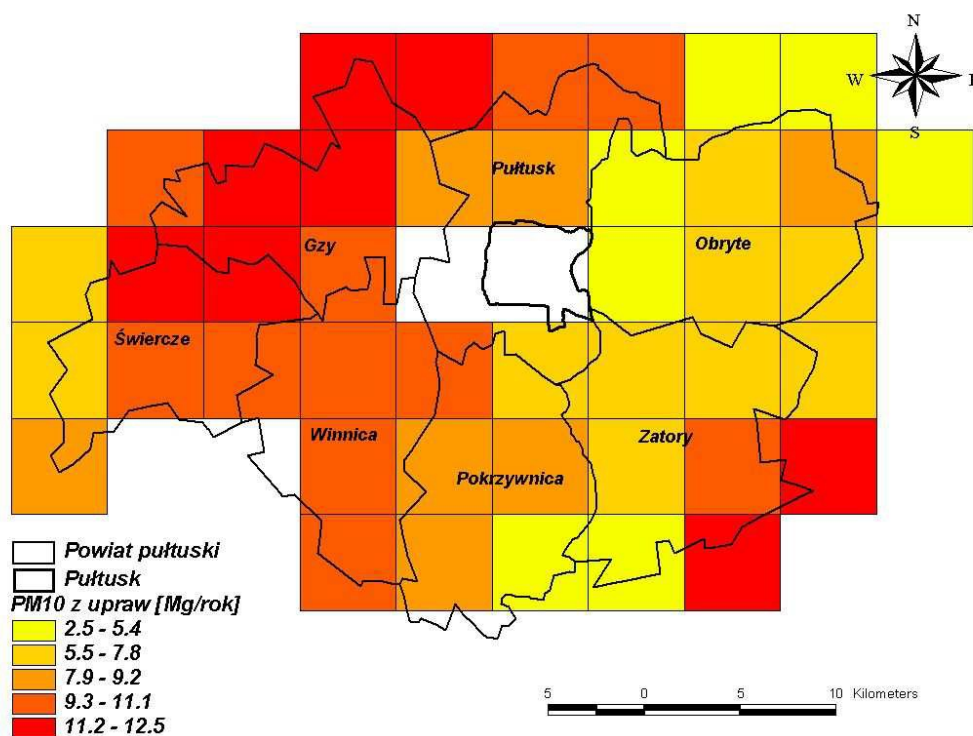 N
W
E
S
Pułtusk
Gzy
Obryte
Świercze
Winnica
Zatory
Pokrzywnica
Powiat pułtuski
Pułtusk
PM10 z upraw [Mg/rok]
2.5 - 5.4
5.5 - 7.8
7.9 - 9.2
9.3 - 11.1
11.2 - 12.5
5 0 5 10 Kilometers